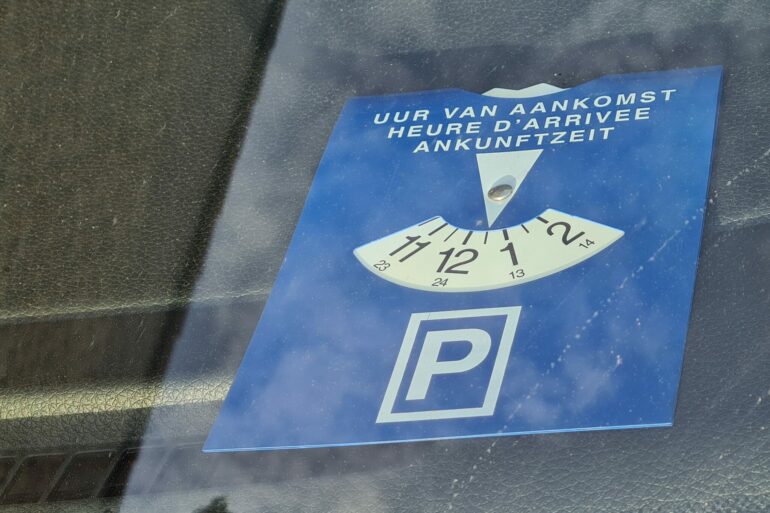 UUR VAN AANKOMST
HEURE D'ARRIVEE
ANKUNFTZEIT
11 12 1 2
23 24 13 14
P